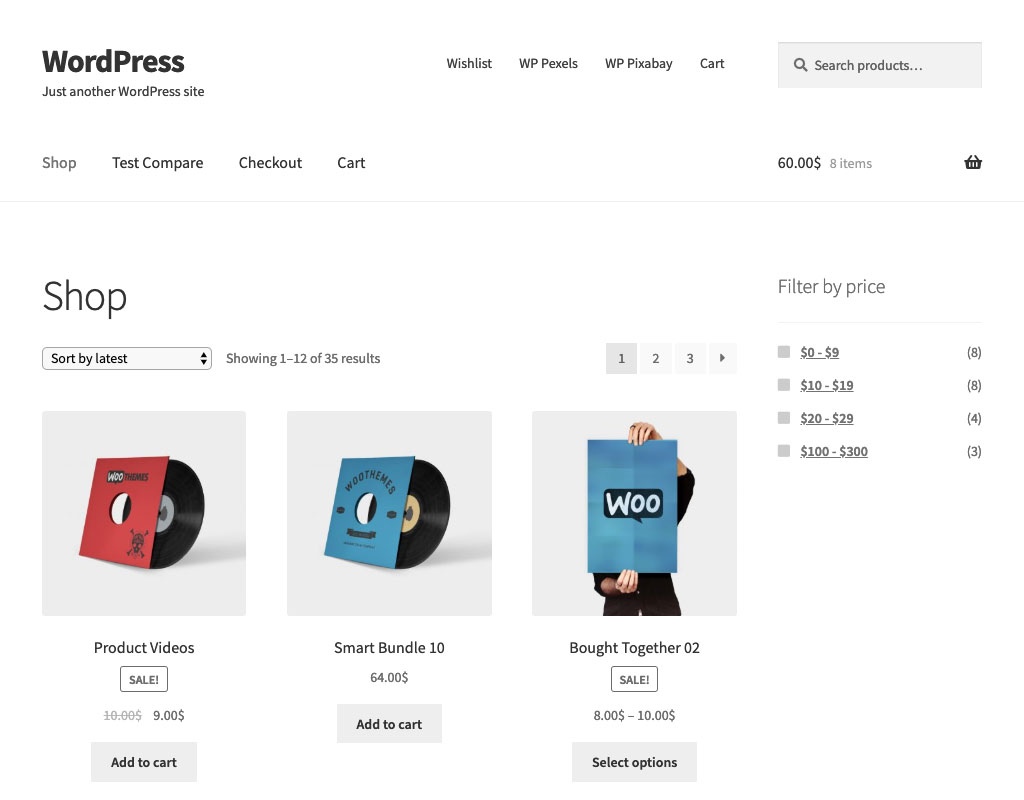 WordPress
Just another WordPress site
Wishlist WP Pexels WP Pixabay Cart
Search products…
Shop Test Compare Checkout Cart
60.00$ 8 items
Shop
Sort by latest
Showing 1–12 of 35 results
1 2 3
WOOTHEMES
WOOTHEMES
WOO
Product Videos
SALE!
10.00$ 9.00$
Add to cart
Smart Bundle 10
64.00$
Add to cart
Bought Together 02
SALE!
8.00$ – 10.00$
Select options
Filter by price
$0 - $9 (8)
$10 - $19 (8)
$20 - $29 (4)
$100 - $300 (3)